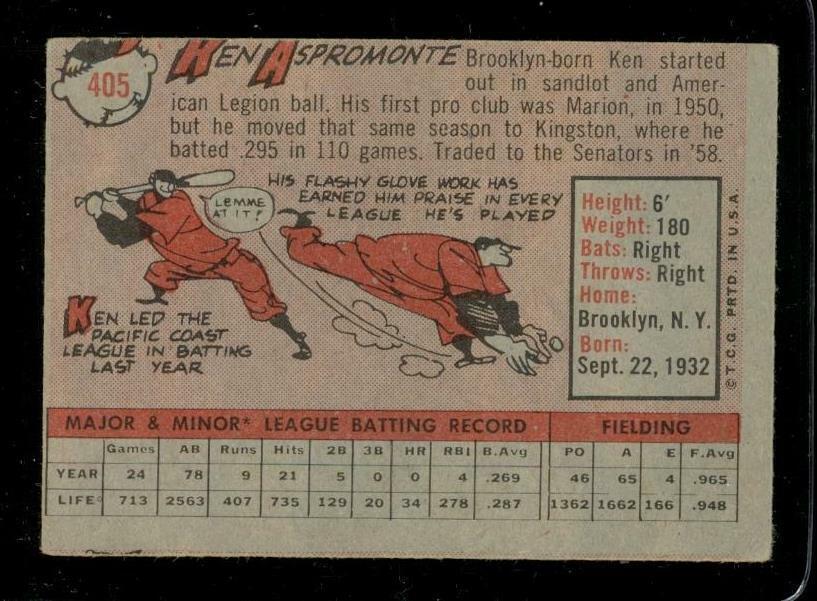 405
KEN ASPROMONTE Brooklyn-born Ken started
out in sandlot and Amer-
ican Legion ball. His first pro club was Marion, in 1950,
but he moved that same season to Kingston, where he
batted .295 in 110 games. Traded to the Senators in '58.
LEMME
AT IT!
HIS FLASHY GLOVE WORK HAS
EARNED HIM PRAISE IN EVERY
LEAGUE HE'S PLAYED
KEN LED THE
PACIFIC COAST
LEAGUE IN BATTING
LAST YEAR
Height: 6'
Weight: 180
Bats: Right
Throws: Right
Home:
Brooklyn, N. Y.
Born:
Sept. 22, 1932
© T. C. G. PRTD. IN U.S.A.
MAJOR & MINOR* LEAGUE BATTING RECORD FIELDING
Games AB Runs Hits 2B 3B HR RBI B.Avg PO A E F.Avg
YEAR 24 78 9 21 5 0 0 4 .269 46 65 4 .965
LIFE° 713 2563 407 735 129 20 34 278 .287 1362 1662 166 .948